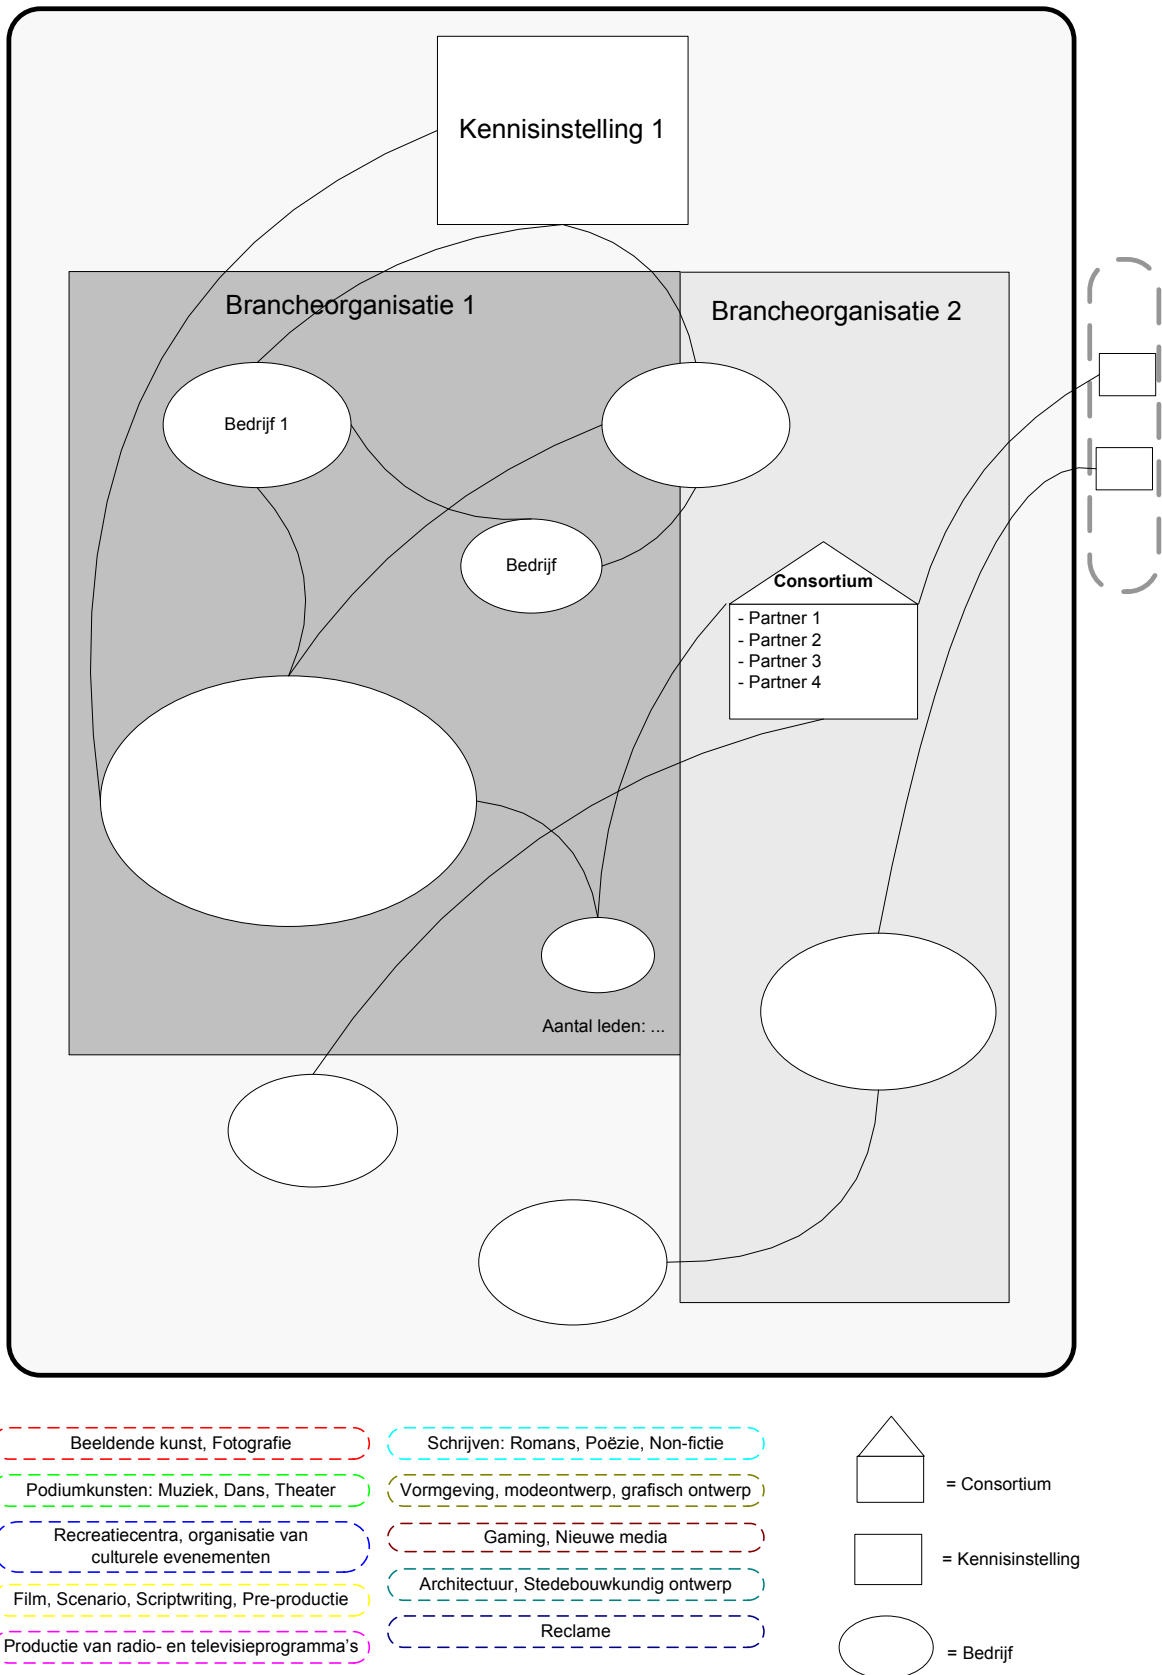 Kennisinstelling 1
Brancheorganisatie 1
Brancheorganisatie 2
Bedrijf 1
Bedrijf
Consortium
- Partner 1
- Partner 2
- Partner 3
- Partner 4
Aantal leden: ...
Beeldende kunst, Fotografie
Podiumkunsten: Muziek, Dans, Theater
Recreatiecentra, organisatie van
culturele evenementen
Film, Scenario, Scriptwriting, Pre-productie
Productie van radio- en televisieprogramma's
Schrijven: Romans, Poëzie, Non-fictie
Vormgeving, modeontwerp, grafisch ontwerp
Gaming, Nieuwe media
Architectuur, Stedebouwkundig ontwerp
Reclame
= Consortium
= Kennisinstelling
= Bedrijf